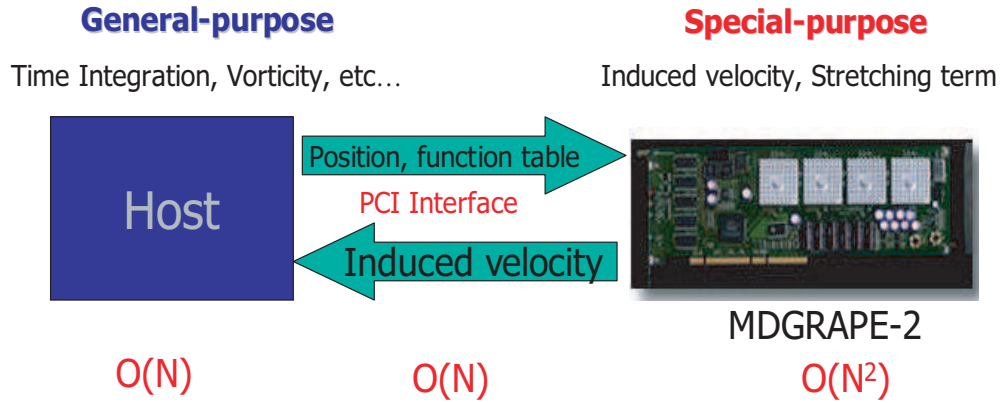 General-purpose
Special-purpose
Time Integration, Vorticity, etc…
Induced velocity, Stretching term
Host
Position, function table
PCI Interface
Induced velocity
MDGRAPE-2
O(N)
O(N)
O(N²)